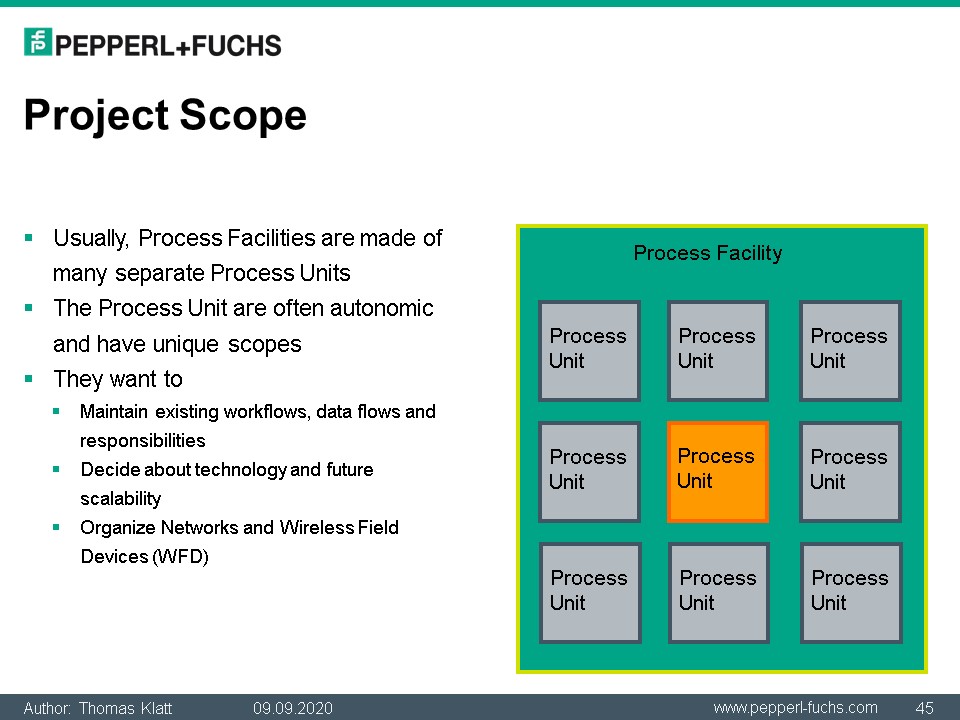 PEPPERL+FUCHS
Project Scope
▪ Usually, Process Facilities are made of
many separate Process Units
▪ The Process Unit are often autonomic
and have unique scopes
▪ They want to
▪ Maintain existing workflows, data flows and
responsibilities
▪ Decide about technology and future
scalability
▪ Organize Networks and Wireless Field
Devices (WFD)
Process Facility
Process
Unit
Process
Unit
Process
Unit
Process
Unit
Process
Unit
Process
Unit
Process
Unit
Process
Unit
Process
Unit
Author: Thomas Klatt 09.09.2020 www.pepperl-fuchs.com 45